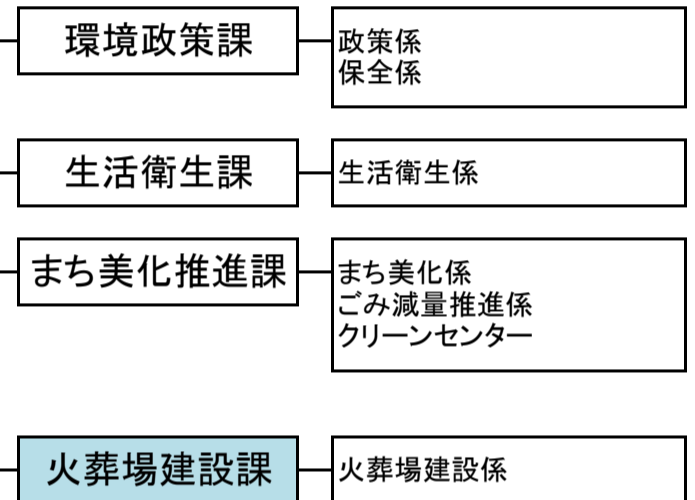 環境政策課
政策係
保全係
生活衛生課
生活衛生係
まち美化推進課
まち美化係
ごみ減量推進係
クリーンセンター
火葬場建設課
火葬場建設係